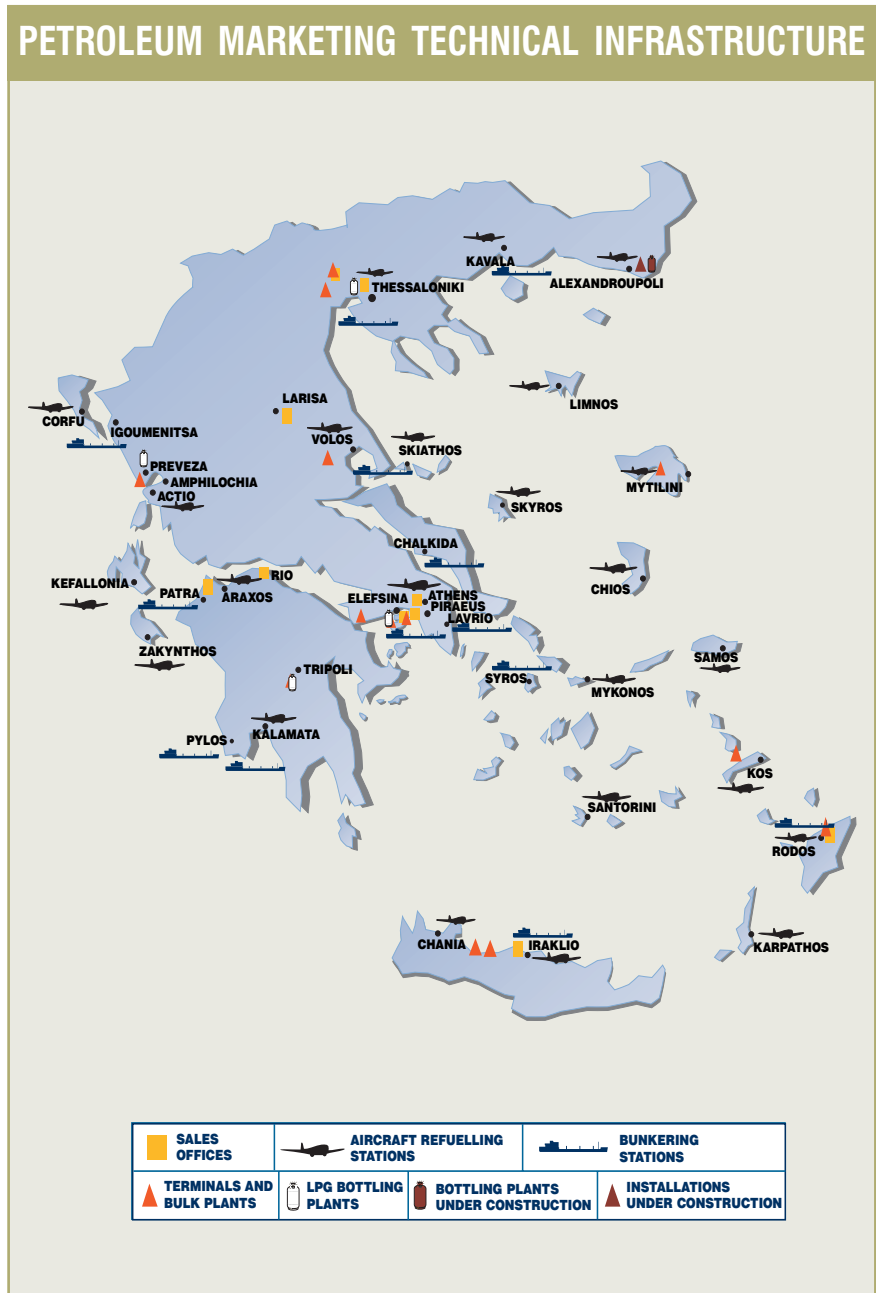 PETROLEUM MARKETING TECHNICAL INFRASTRUCTURE
KAVALA
ALEXANDROUPOLI
THESSALONIKI
LIMNOS
LARISA
CORFU
IGOUMENITSA
VOLOS
SKIATHOS
PREVEZA
AMPHILOCHIA
ACTIO
MYTILINI
SKYROS
CHALKIDA
KEFALLONIA
RIO
PATRA
ARAXOS
CHIOS
ELEFSINA
ATHENS
PIRAEUS
LAVRIO
ZAKYNTHOS
TRIPOLI
SYROS
MYKONOS
SAMOS
PYLOS
KALAMATA
KOS
SANTORINI
RODOS
CHANIA
IRAKLIO
KARPATHOS
SALES
OFFICES
AIRCRAFT REFUELLING
STATIONS
BUNKERING
STATIONS
TERMINALS AND
BULK PLANTS
LPG BOTTLING
PLANTS
BOTTLING PLANTS
UNDER CONSTRUCTION
INSTALLATIONS
UNDER CONSTRUCTION